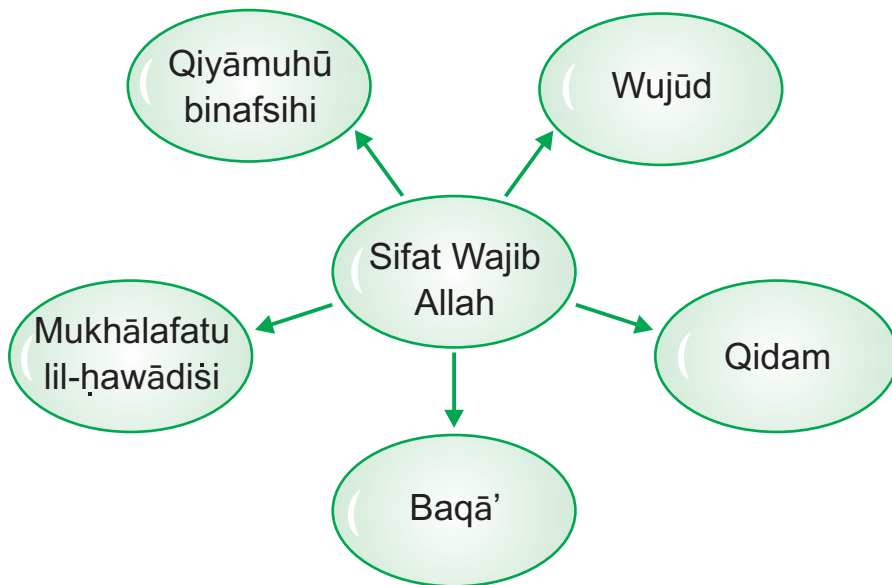 Qiyāmuhū
binafsihi
Wujūd
Sifat Wajib
Allah
Mukhālafatu
lil-ḥawādiṡi
Qidam
Baqā’